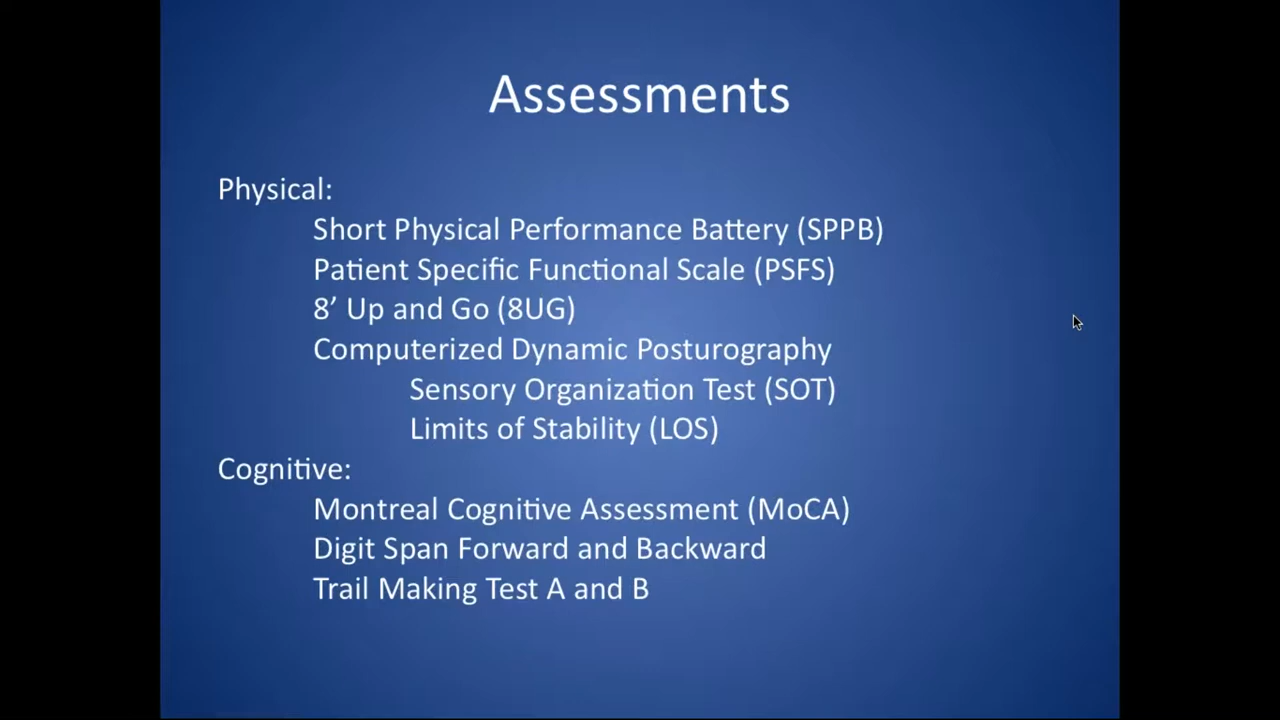 Assessments
Physical:
Short Physical Performance Battery (SPPB)
Patient Specific Functional Scale (PSFS)
8’ Up and Go (8UG)
Computerized Dynamic Posturography
Sensory Organization Test (SOT)
Limits of Stability (LOS)
Cognitive:
Montreal Cognitive Assessment (MoCA)
Digit Span Forward and Backward
Trail Making Test A and B